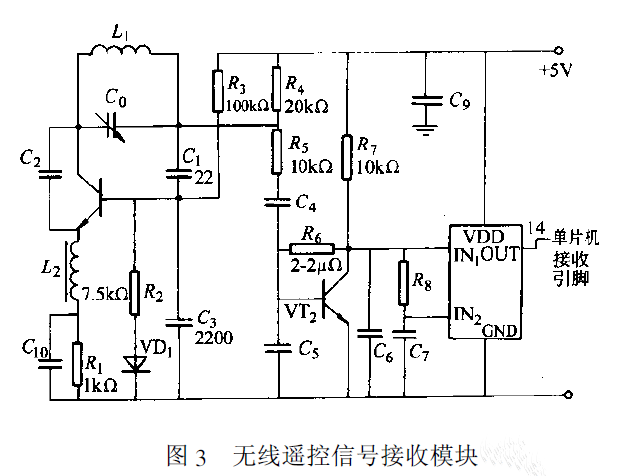 L₁
C₀
R₃
100kΩ
R₄
20kΩ
+5V
C₉
C₂
C₁
22
R₅
10kΩ
R₇
10kΩ
C₄
R₆
2-2μΩ
L₂
7.5kΩ
R₂
VT₂
R₈
VDD
IN₁ OUT
IN₂
GND
14
单片机
接收
引脚
C₃
2200
C₁₀
R₁
1kΩ
VD₁
C₅
C₆
C₇
图 3 无线遥控信号接收模块